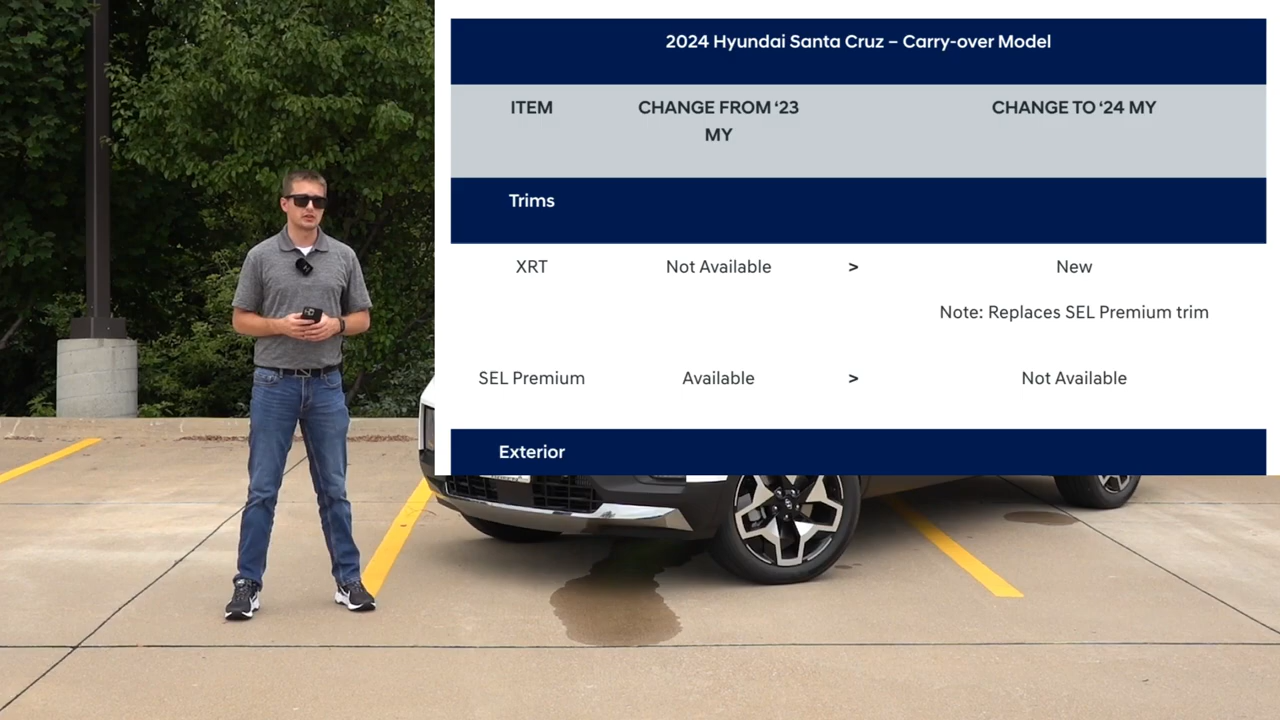 2024 Hyundai Santa Cruz – Carry-over Model
ITEM CHANGE FROM ‘23 CHANGE TO ‘24 MY
MY
Trims
XRT Not Available > New
Note: Replaces SEL Premium trim
SEL Premium Available > Not Available
Exterior